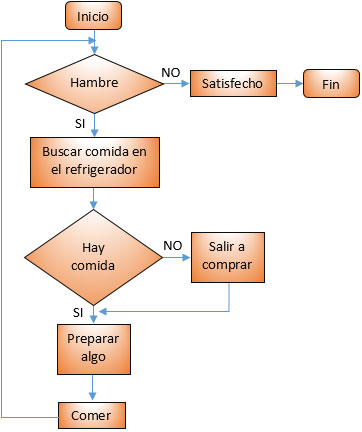 Inicio
Hambre
NO
Satisfecho
Fin
SI
Buscar comida en
el refrigerador
Hay
comida
NO
Salir a
comprar
SI
Preparar
algo
Comer